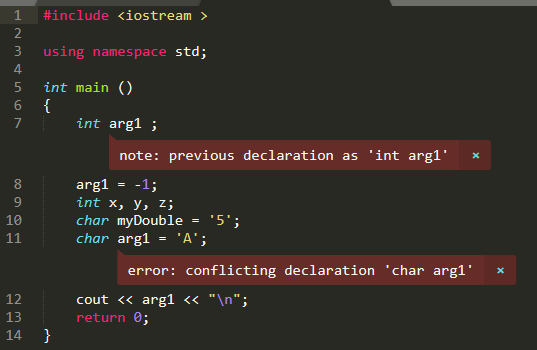 1 #include <iostream >
2
3 using namespace std;
4
5 int main ()
6 {
7 int arg1 ;
note: previous declaration as 'int arg1' ×
8 arg1 = -1;
9 int x, y, z;
10 char myDouble = '5';
11 char arg1 = 'A';
error: conflicting declaration 'char arg1' ×
12 cout << arg1 << "\n";
13 return 0;
14 }